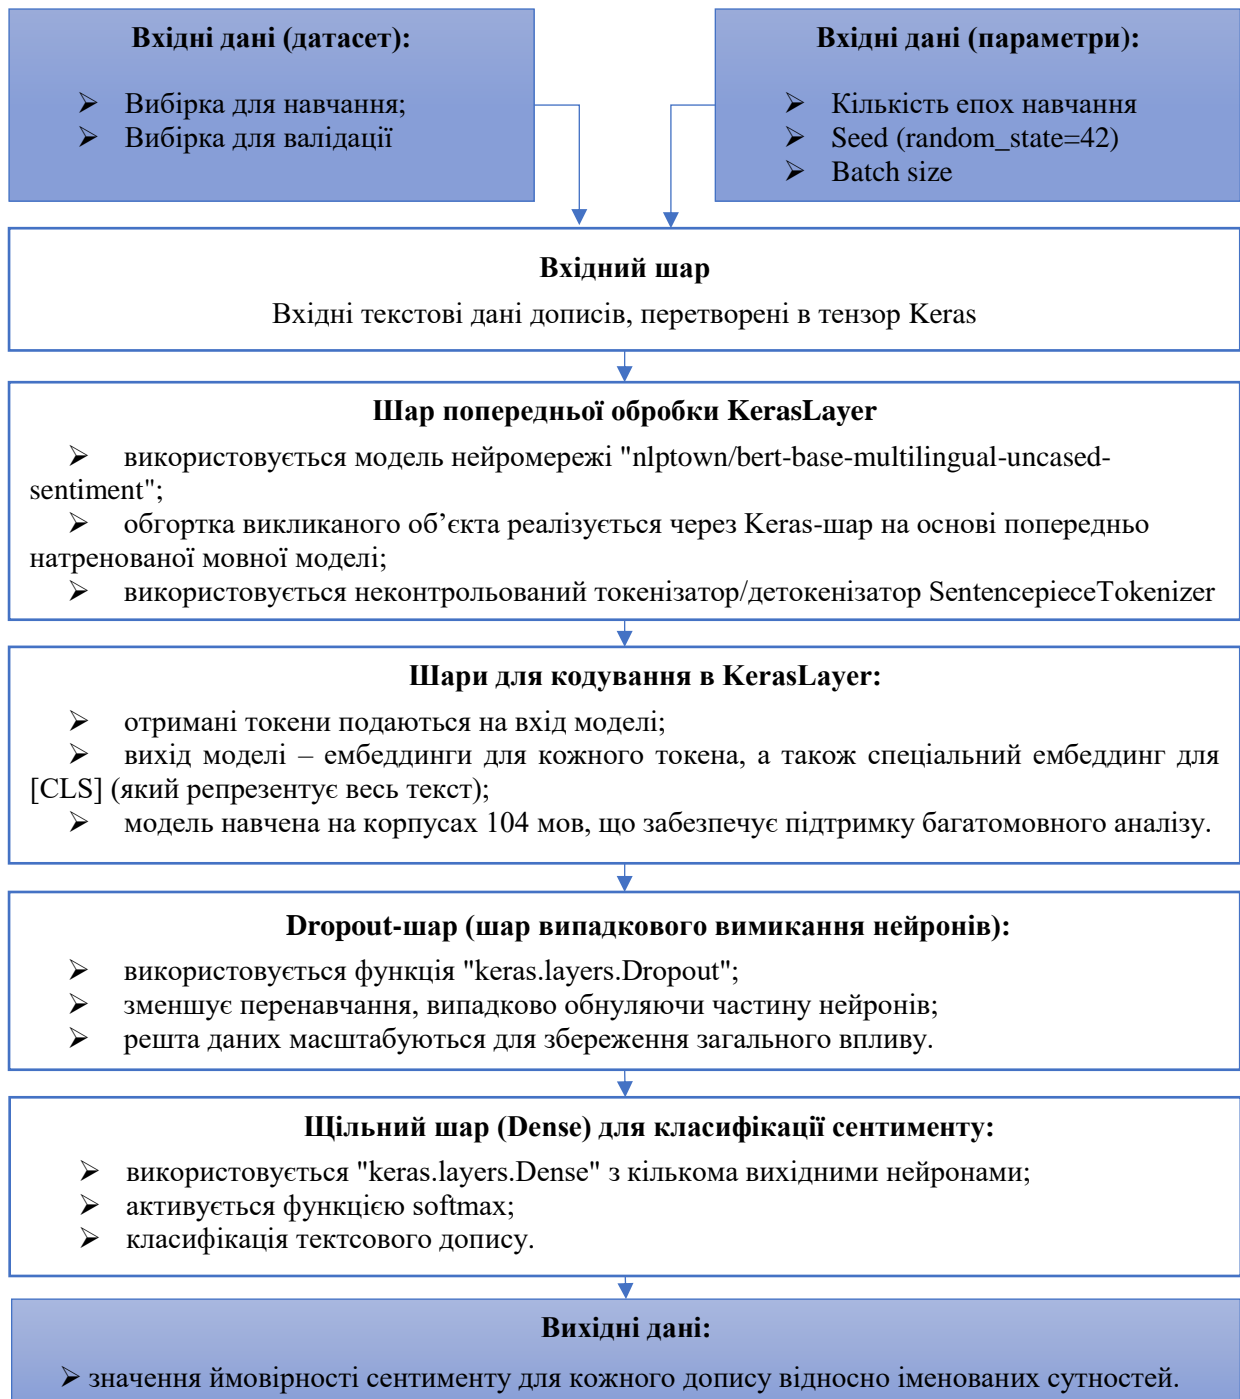 Вхідні дані (датасет):
➢ Вибірка для навчання;
➢ Вибірка для валідації
Вхідні дані (параметри):
➢ Кількість епох навчання
➢ Seed (random_state=42)
➢ Batch size
Вхідний шар
Вхідні текстові дані дописів, перетворені в тензор Keras
Шар попередньої обробки KerasLayer
➢ використовується модель нейромережі "nlptown/bert-base-multilingual-uncased-
sentiment";
➢ обгортка викликаного об’єкта реалізується через Keras-шар на основі попередньо
натренованої мовної моделі;
➢ використовується неконтрольований токенізатор/детокенізатор SentencepieceTokenizer
Шари для кодування в KerasLayer:
➢ отримані токени подаються на вхід моделі;
➢ вихід моделі – ембеддинги для кожного токена, а також спеціальний ембеддинг для
[CLS] (який репрезентує весь текст);
➢ модель навчена на корпусах 104 мов, що забезпечує підтримку багатомовного аналізу.
Dropout-шар (шар випадкового вимикання нейронів):
➢ використовується функція "keras.layers.Dropout";
➢ зменшує перенавчання, випадково обнуляючи частину нейронів;
➢ решта даних масштабуються для збереження загального впливу.
Щільний шар (Dense) для класифікації сентименту:
➢ використовується "keras.layers.Dense" з кількома вихідними нейронами;
➢ активується функцією softmax;
➢ класифікація тектсового допису.
Вихідні дані:
➢ значення ймовірності сентименту для кожного допису відносно іменованих сутностей.